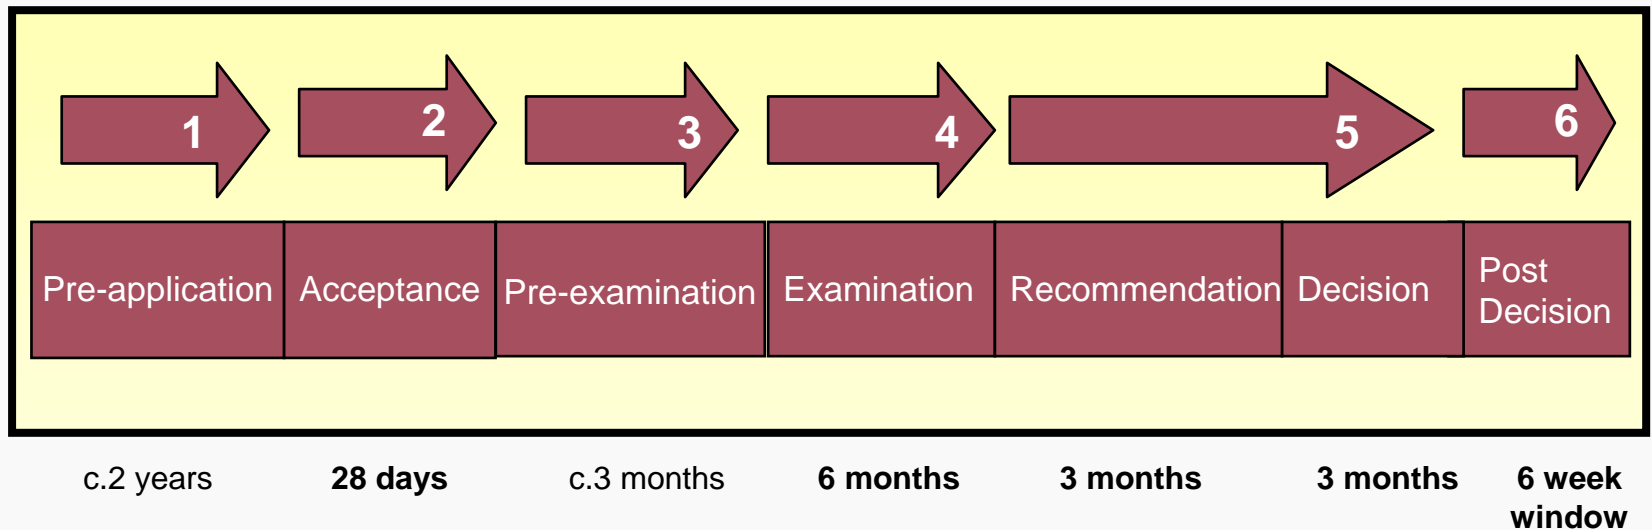 1 2 3 4 5 6
Pre-application Acceptance Pre-examination Examination Recommendation Decision Post
Decision
c.2 years 28 days c.3 months 6 months 3 months 3 months 6 week
window